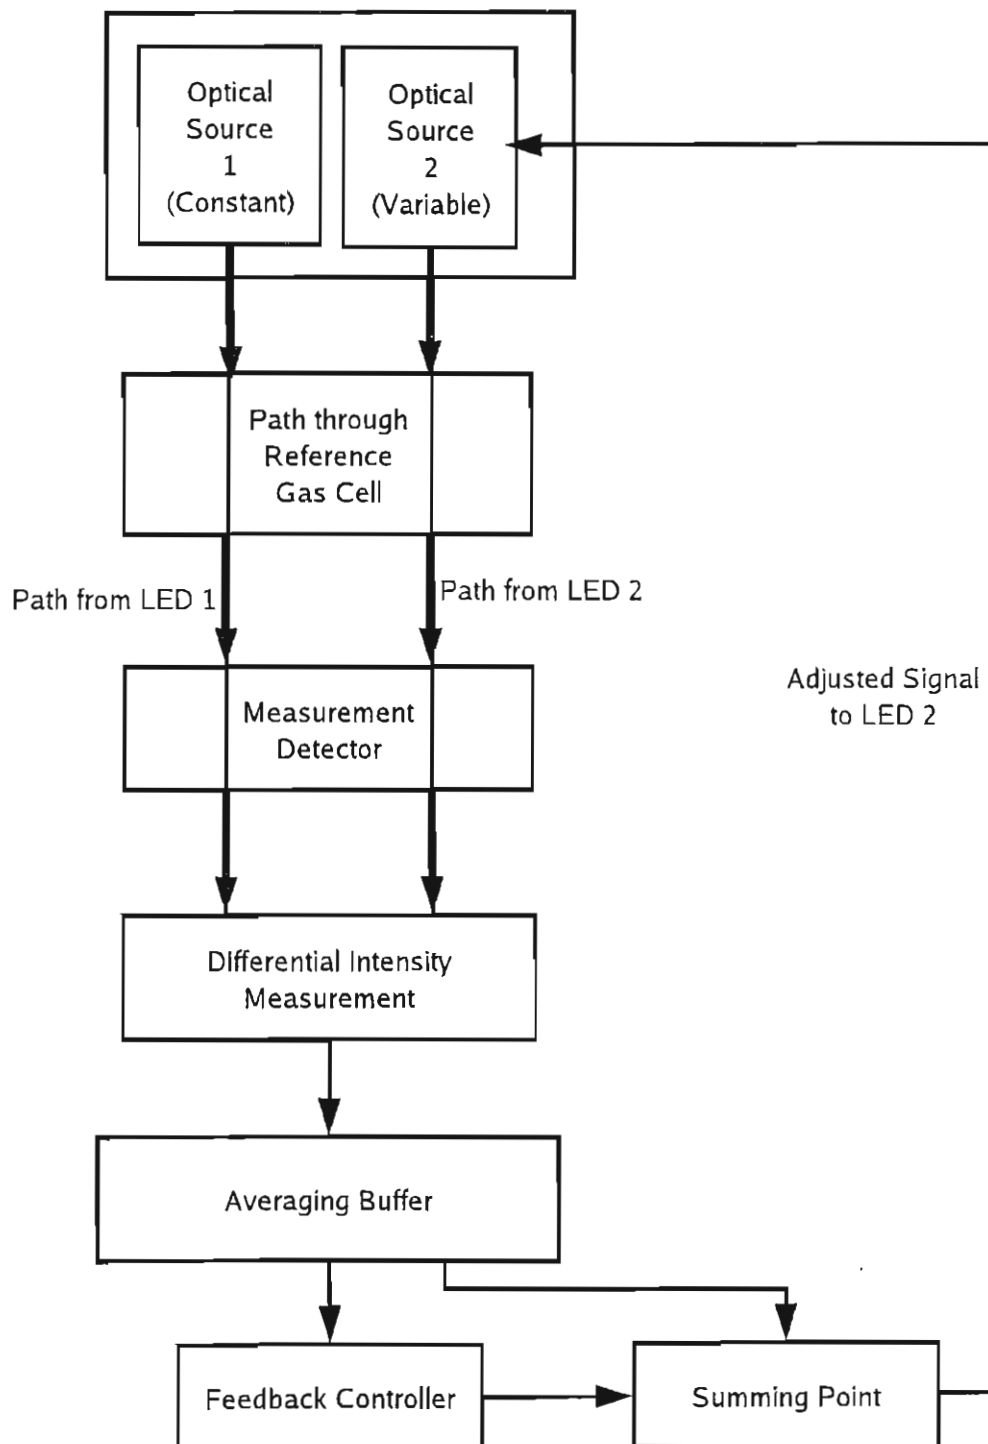 Optical
Source
1
(Constant)
Optical
Source
2
(Variable)
Path through
Reference
Gas Cell
Path from LED 1
Path from LED 2
Adjusted Signal
to LED 2
Measurement
Detector
Differential Intensity
Measurement
Averaging Buffer
Feedback Controller
Summing Point